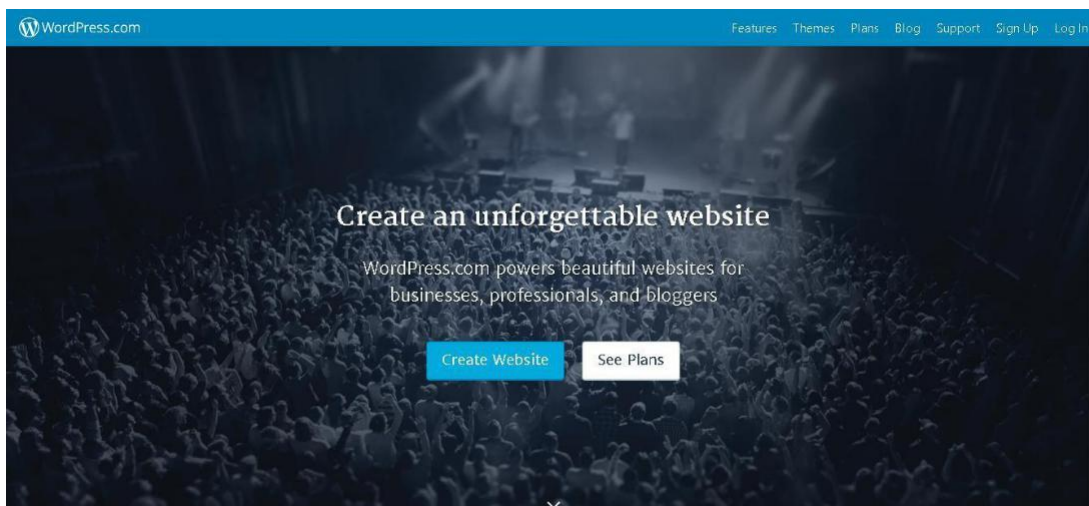 WordPress.com
Features Themes Plans Blog Support Sign Up Log In
Create an unforgettable website
WordPress.com powers beautiful websites for
businesses, professionals, and bloggers
Create Website See Plans